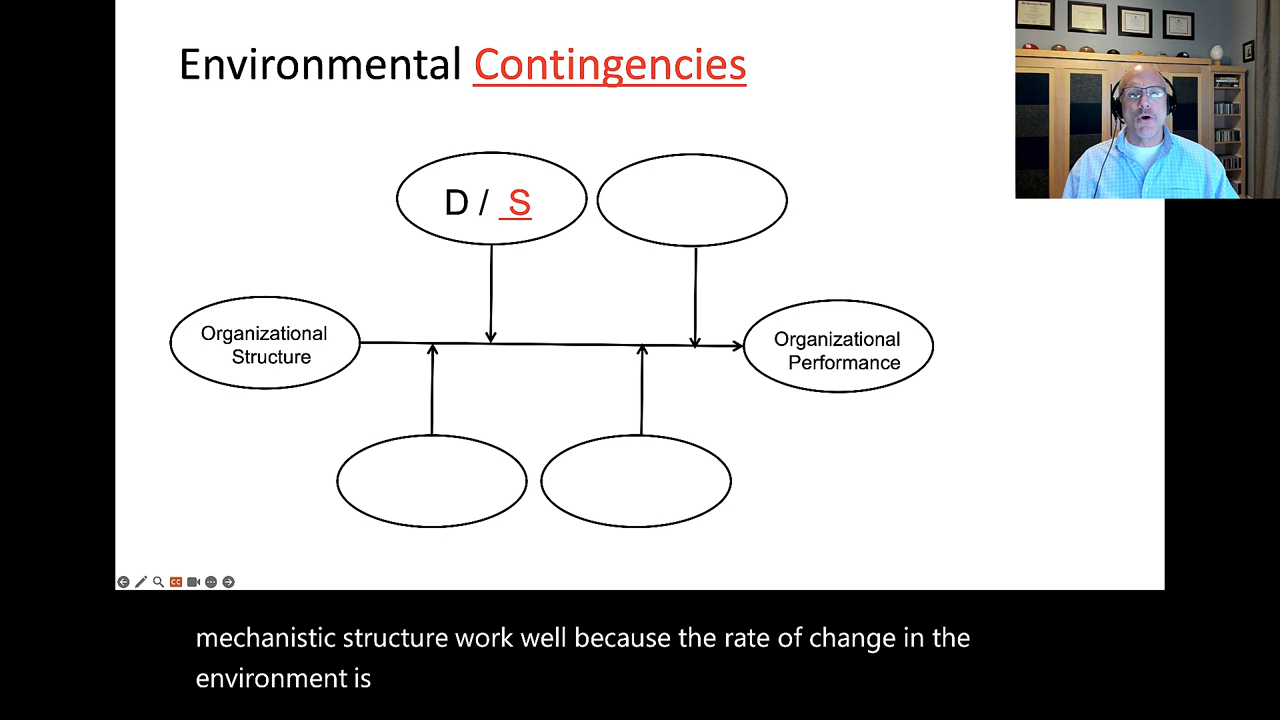 Environmental Contingencies
D / S
Organizational
Structure
Organizational
Performance
CC
mechanistic structure work well because the rate of change in the
environment is